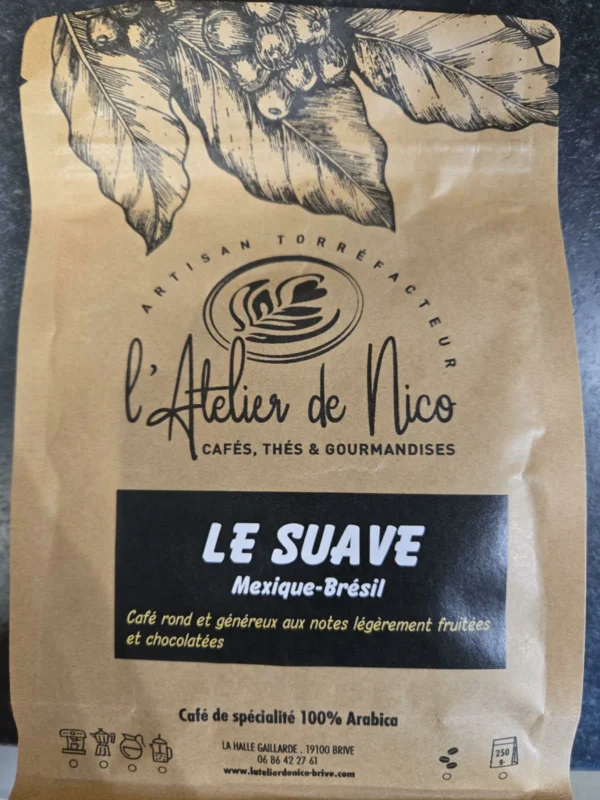 ARTISAN TORRÉFACTEUR
l'Atelier de Nico
CAFÉS, THÉS & GOURMANDISES
LE SUAVE
Mexique-Brésil
Café rond et généreux aux notes légèrement fruitées
et chocolatées
Café de spécialité 100% Arabica
LA HALLE GAILLARDE . 19100 BRIVE
06 86 42 27 61
www.latelierdenico-brive.com
250
g.